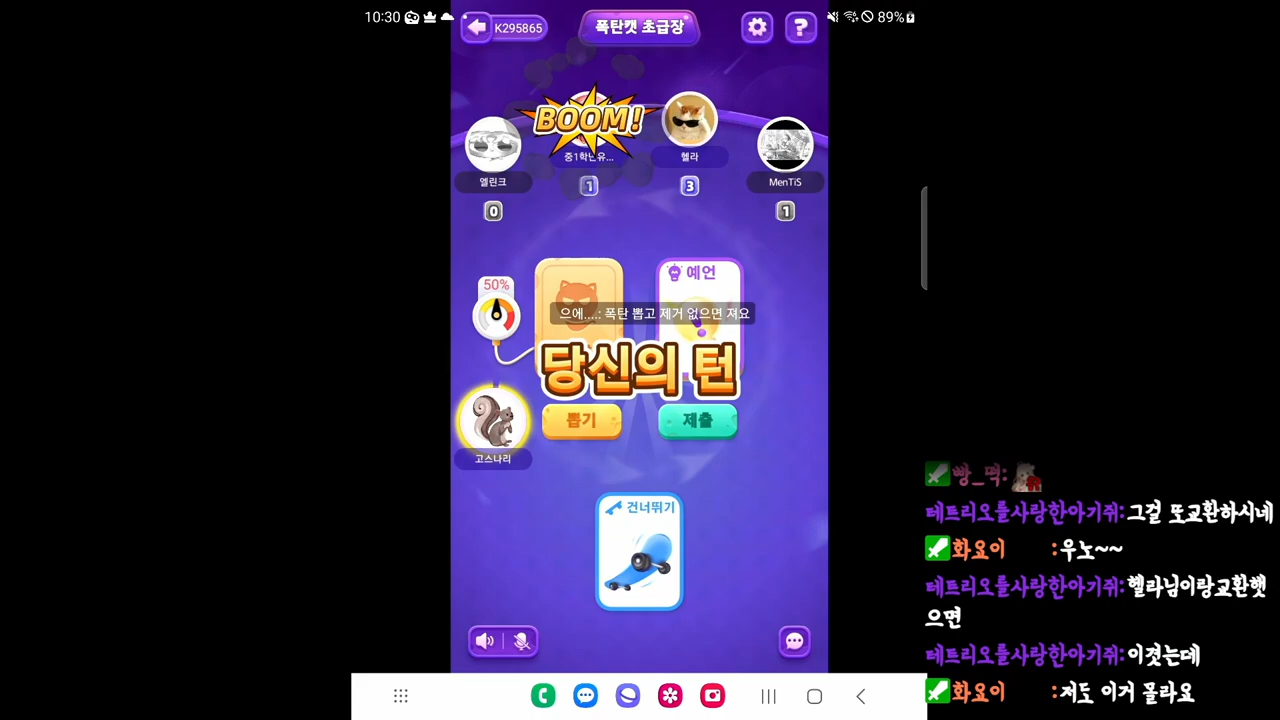 10:30
89%
K295865
폭탄캣 초급장
BOOM!
엘린크
중1학년유...
헬라
MenTiS
0
1
3
1
50%
예언
으에....: 폭탄 뽑고 제거 없으면 져요
당신의 턴
뽑기
제출
고스나리
건너뛰기
빵_떡:
테트리오를사랑한아기쥐: 그걸 또교환하시네
화요이 : 우노~~
테트리오를사랑한아기쥐: 헬라님이랑교환햇
으면
테트리오를사랑한아기쥐: 이젓는데
화요이 : 저도 이거 몰라요